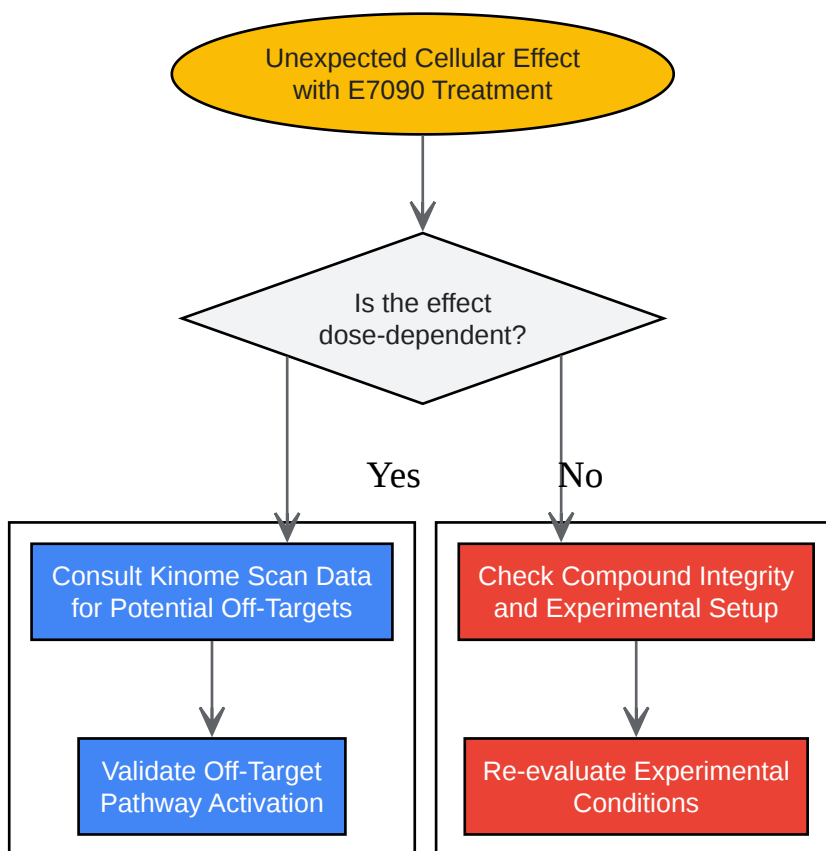 Unexpected Cellular Effect
with E7090 Treatment
Is the effect
dose-dependent?
Yes
No
Consult Kinome Scan Data
for Potential Off-Targets
Check Compound Integrity
and Experimental Setup
Validate Off-Target
Pathway Activation
Re-evaluate Experimental
Conditions